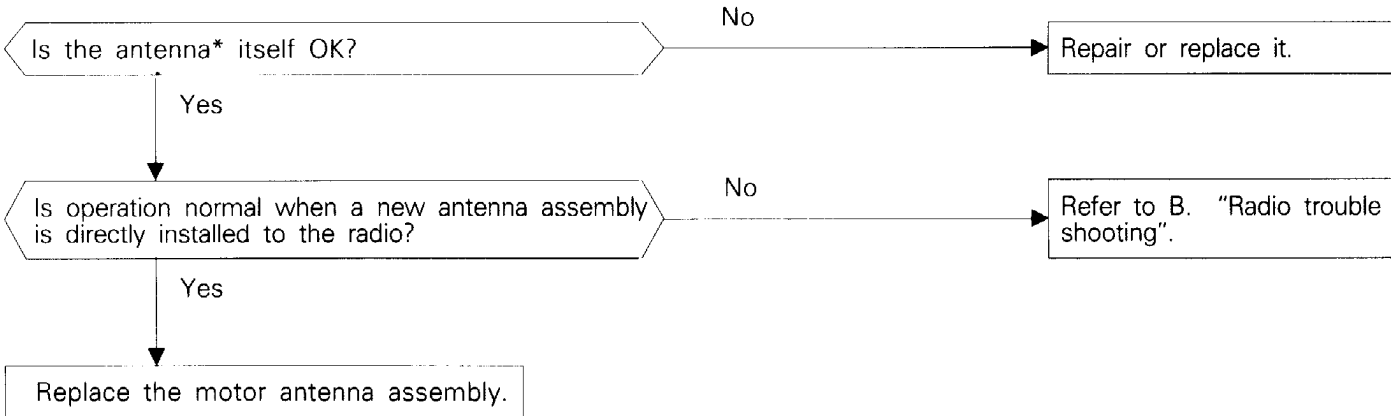 No
Is the antenna* itself OK?
Repair or replace it.
Yes
Is operation normal when a new antenna assembly
is directly installed to the radio?
No
Refer to B. "Radio trouble
shooting".
Yes
Replace the motor antenna assembly.